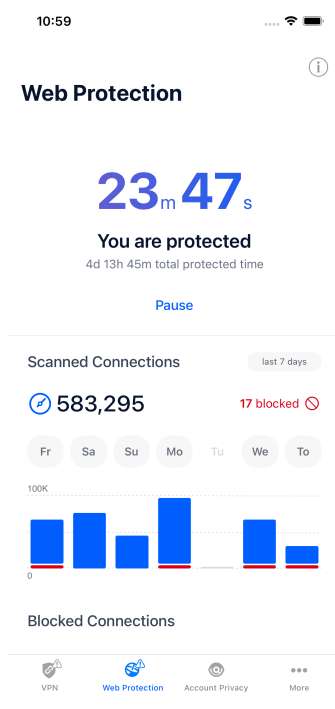 10:59
Web Protection
23m 47s
You are protected
4d 13h 45m total protected time
Pause
Scanned Connections
last 7 days
583,295
17 blocked
Fr Sa Su Mo Tu We To
100K
0
Blocked Connections
VPN Web Protection Account Privacy More